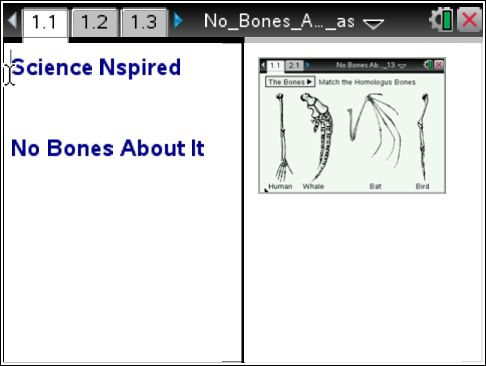 1.1 1.2 1.3 No_Bones_A..._as
Science Nspired
No Bones About It
1.1 2.1 No Bones Ab..._13
The Bones Match the Homologus Bones
Human Whale Bat Bird